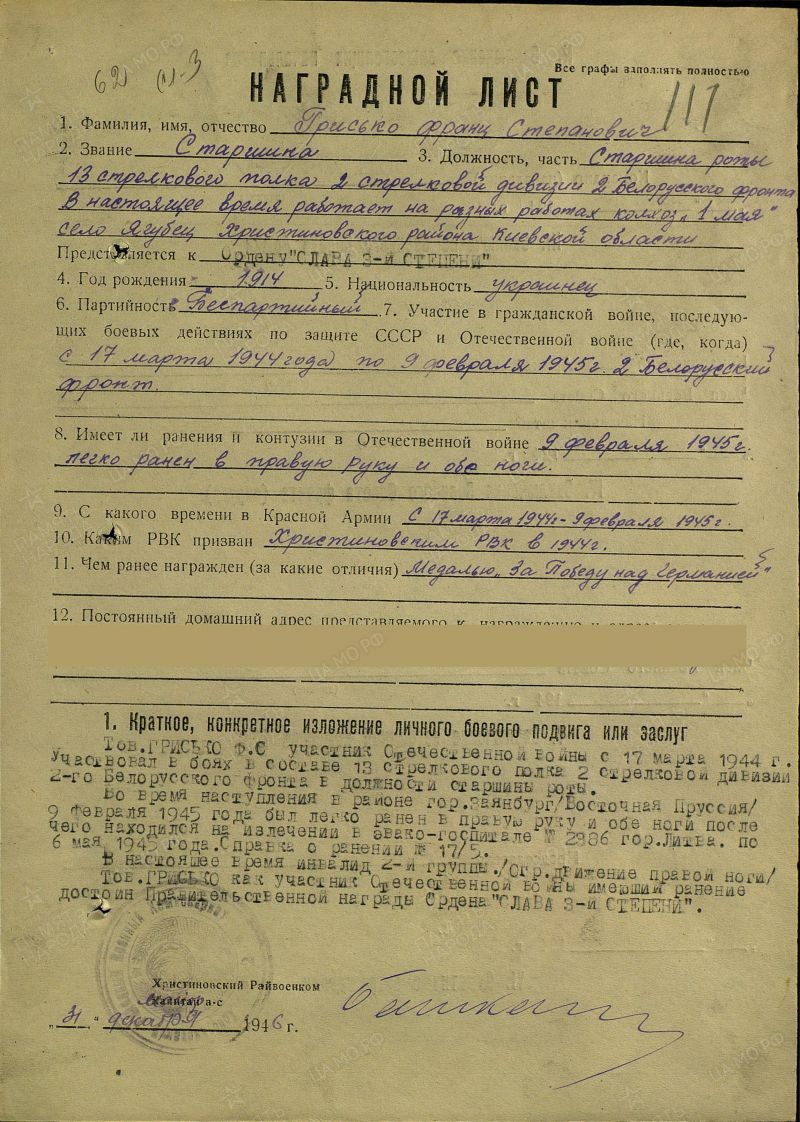 62
Все графы заполнять полностью
НАГРАДНОЙ ЛИСТ
111
1. Фамилия, имя, отчество Грисько Франц Степанович
2. Звание Старшина 3. Должность, часть Старшина роты
13 стрелкового полка 2 стрелковой дивизии 2 Белорусского фронта
В настоящее время работает на разных работах колхоз „1 мая"
село Ягубец Христиновского района Киевской области
Представляется к Ордену "СЛАВА 3-й СТЕПЕНИ"
4. Год рождения 1914 5. Национальность украинец
6. Партийность Беспартийный 7. Участие в гражданской войне, последую-
щих боевых действиях по защите СССР и Отечественной войне (где, когда)
с 17 марта 1944 года по 9 февраля 1945 г. 2 Белорусский
фронт.
8. Имеет ли ранения и контузии в Отечественной войне 9 февраля 1945 г.
легко ранен в правую руку и обе ноги.
9. С какого времени в Красной Армии С 17 марта 1944 - 9 февраля 1945 г.
10. Каким РВК призван Христиновским РВК в 1944 г.
11. Чем ранее награжден (за какие отличия) Медалью „За Победу над Германией"
12. Постоянный домашний адрес представляемого к награждению и адрес
1. Краткое, конкретное изложение личного боевого подвига или заслуг
Тов. ГРИСЬКО Ф.С участник Отечественной войны с 17 марта 1944 г.
Участвовал в боях в составе 13 стрелкового полка 2 стрелковой дивизии
2-го Белорусского фронта в должности старшины роты.
Во время наступления в районе гор. Заянбург/Восточная Пруссия/
9 февраля 1945 года был легко ранен в правую руку и обе ноги после
чего находился на излечении в эвако-госпитале № 2986 гор. Литва. по
6 мая 1945 года. Справка о ранении № 17/5.
В настоящее время инвалид 2-й группы./Огр. движение правой ноги/
Тов. ГРИСЬКО как участник Отечественной войны имеющий ранение
достоин Правительственной награды Ордена "СЛАВА 3-й СТЕПЕНИ".
Христиновский Райвоенком
а-с
„31" декабря 1946 г.
ЦАМО.РФ